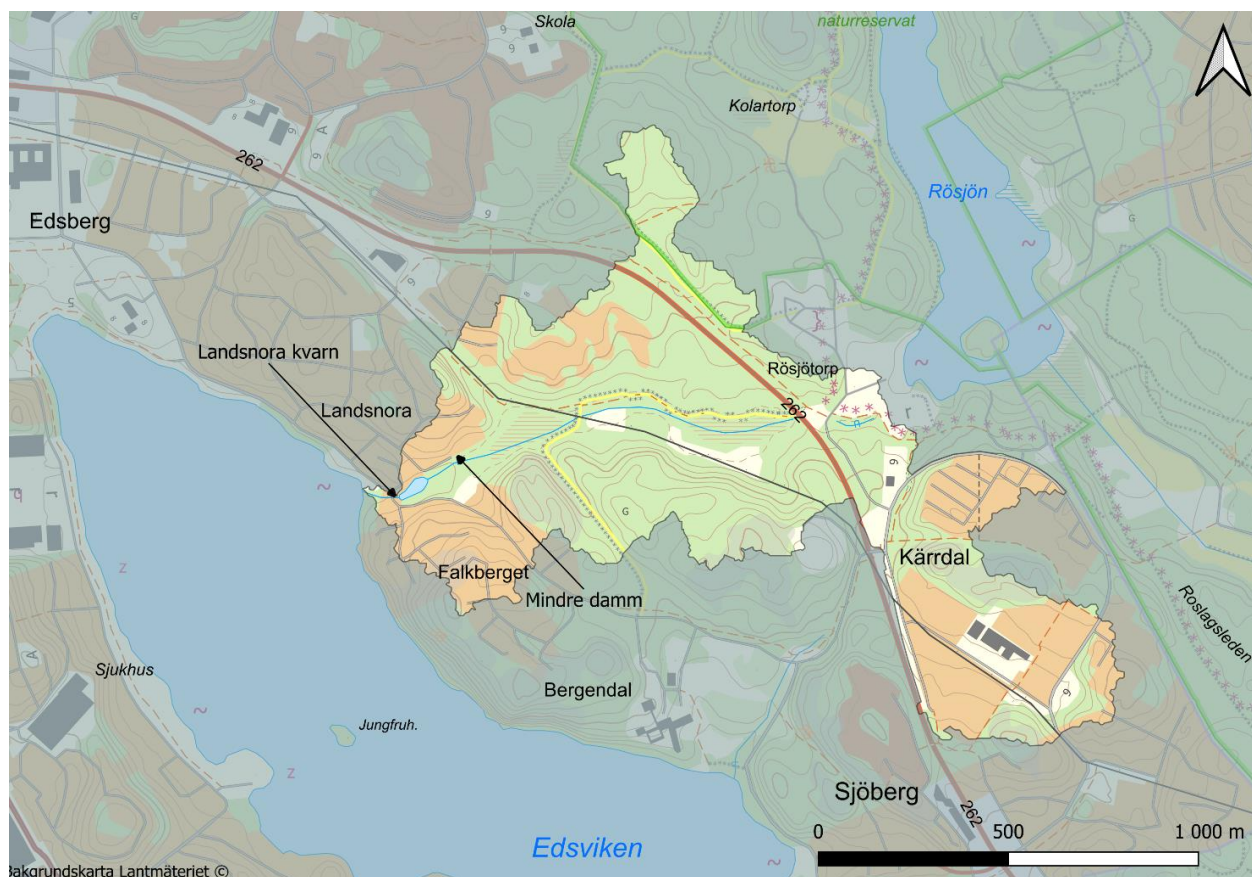 Skola
naturreservat
Kolartorp
262
Rösjön
Edsberg
Landsnora kvarn
Landsnora
Rösjötorp
262
Kärrdal
Falkberget
Mindre damm
Roslagsleden
Sjukhus
Bergendal
Jungfruh.
Sjöberg
262
0 500 1 000 m
Edsviken
Bakgrundskarta Lantmäteriet ©